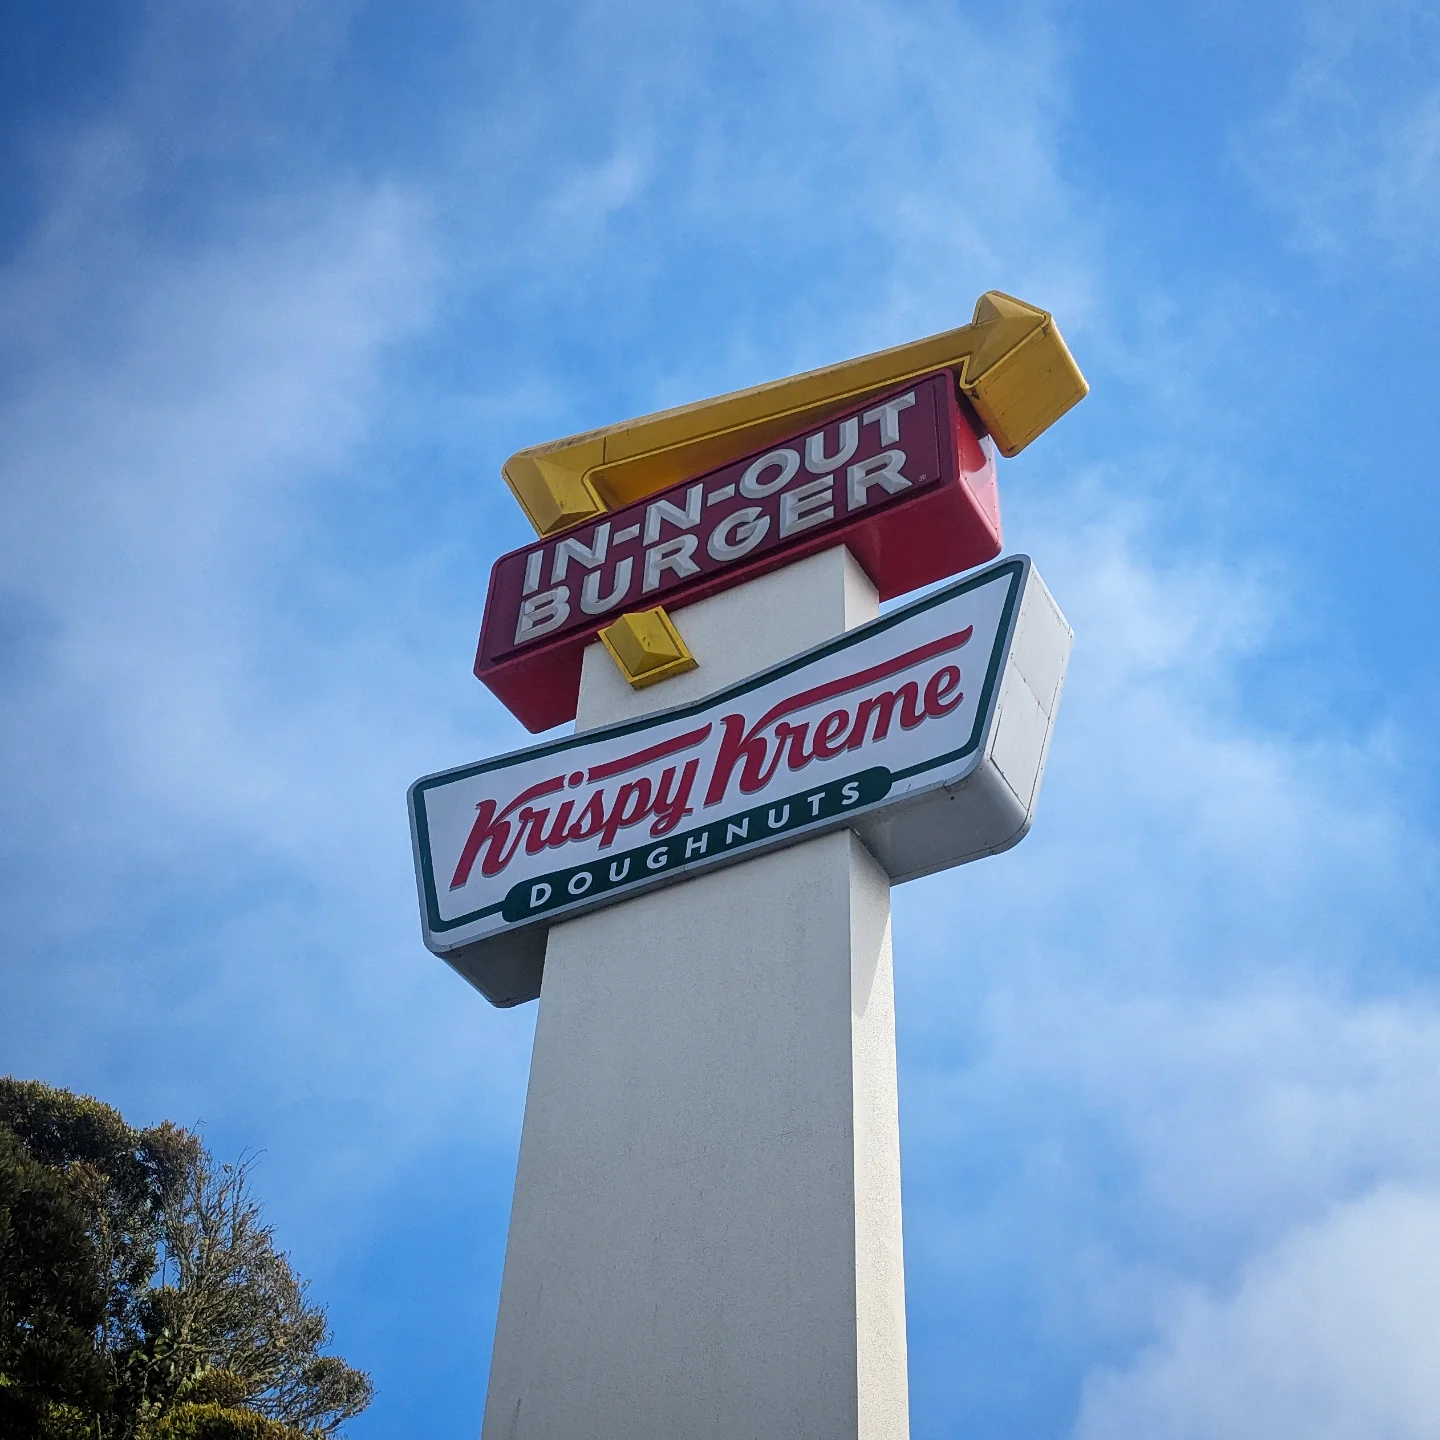 IN-N-OUT
BURGER
Krispy Kreme
DOUGHNUTS